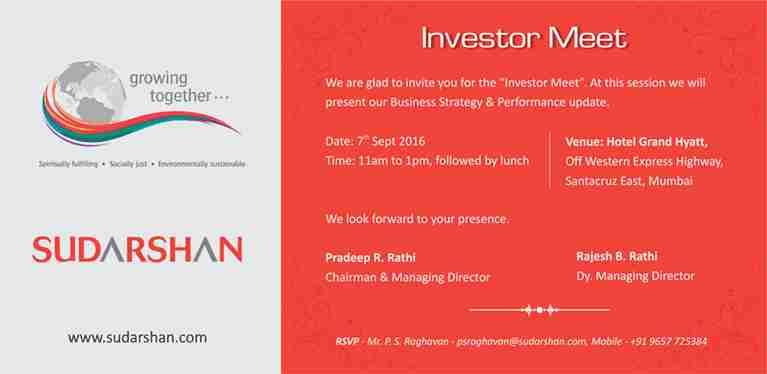 growing
together...
Spiritually fulfilling • Socially just • Environmentally sustainable
SUDARSHAN
www.sudarshan.com
Investor Meet
We are glad to invite you for the "Investor Meet". At this session we will
present our Business Strategy & Performance update.
Date: 7th Sept 2016
Time: 11am to 1pm, followed by lunch
Venue: Hotel Grand Hyatt,
Off Western Express Highway,
Santacruz East, Mumbai
We look forward to your presence.
Pradeep R. Rathi
Chairman & Managing Director
Rajesh B. Rathi
Dy. Managing Director
RSVP - Mr. P. S. Raghavan - psraghavan@sudarshan.com, Mobile - +91 9657 725384